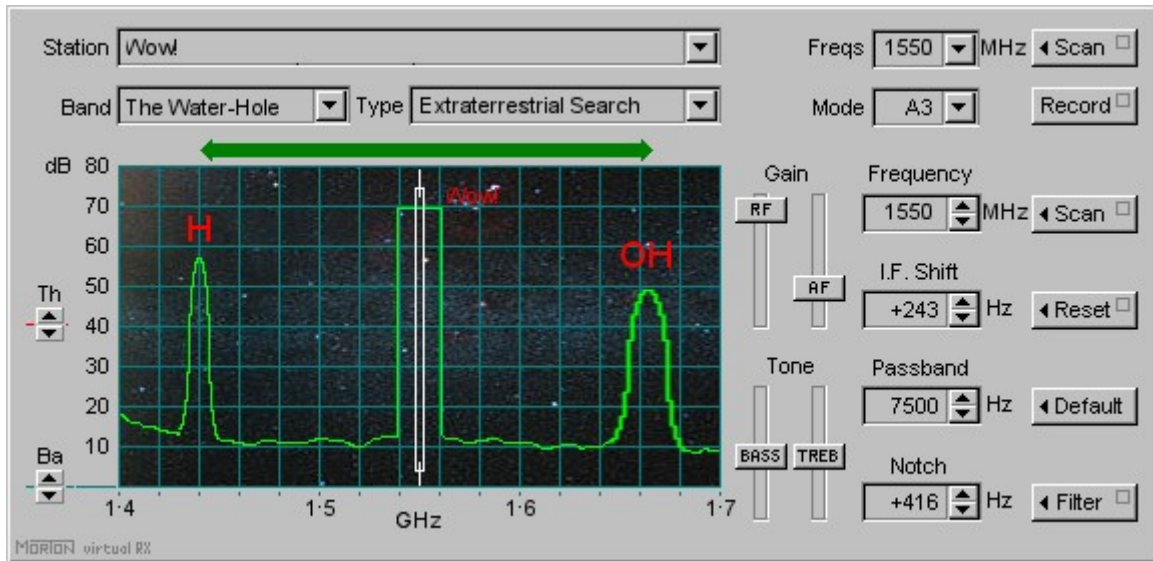 Station Wow! Freqs 1550 MHz Scan
Band The Water-Hole Type Extraterrestrial Search Mode A3 Record
dB 80
70
60
50
40
30
20
10
Wow!
H
OH
Th
Ba
1·4 1·5 1·6 1·7
GHz
Gain
RF
AF
Tone
BASS TREB
Frequency
1550 MHz Scan
I.F. Shift
+243 Hz Reset
Passband
7500 Hz Default
Notch
+416 Hz Filter
MORTON virtual RX